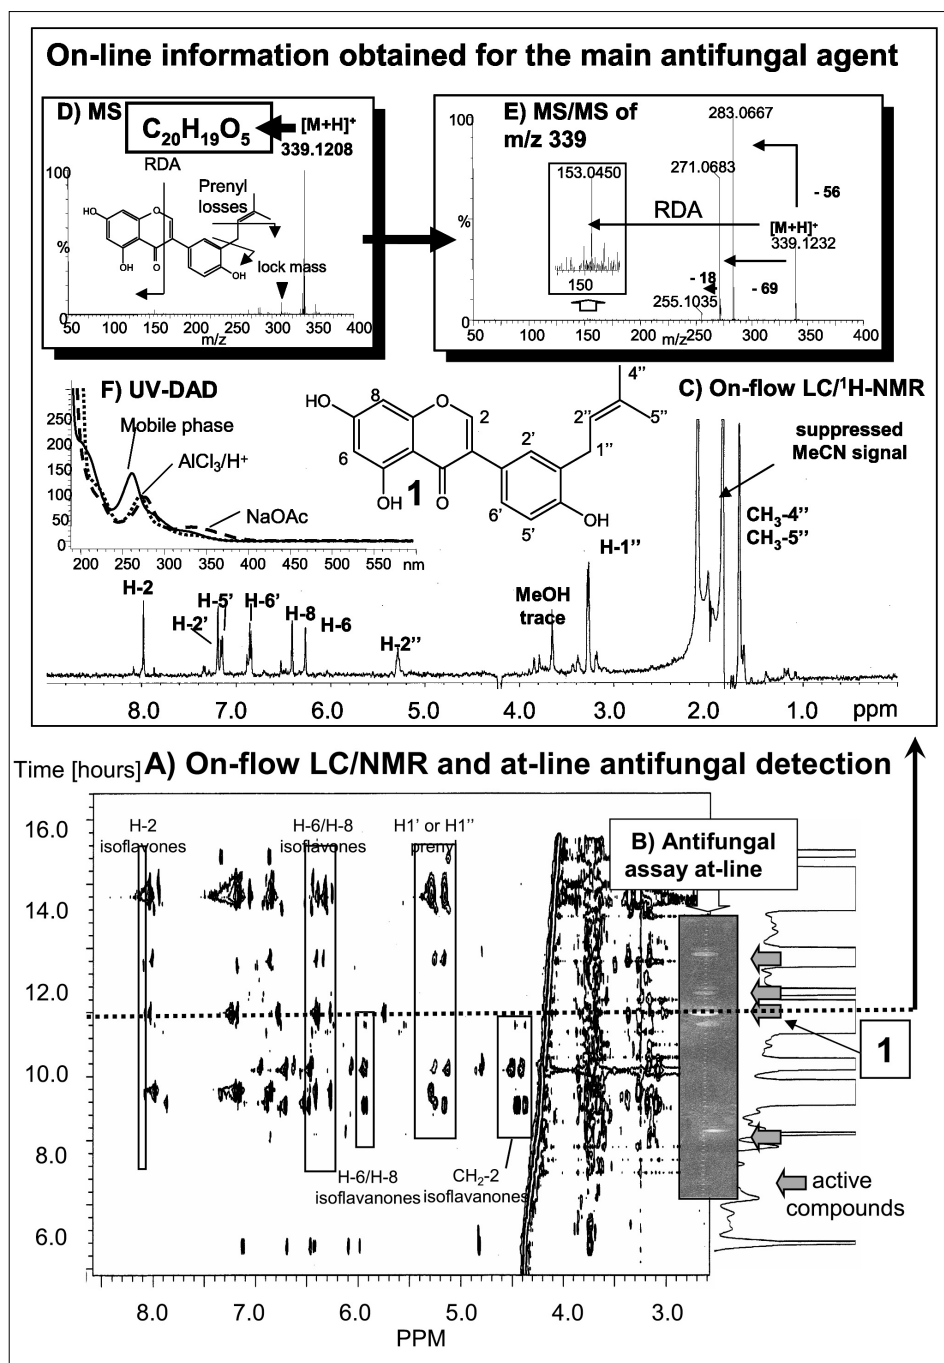 On-line information obtained for the main antifungal agent
D) MS
C20H19O5
[M+H]+
339.1208
RDA
100
%
0
Prenyl
losses
HO
O
OH
O
OH
lock mass
50 100 150 200 250 300 350 400
m/z
E) MS/MS of
m/z 339
283.0667
100
%
0
153.0450
271.0683
- 56
RDA
[M+H]+
339.1232
150
- 18
- 69
255.1035
50 100 150 200 m/z 250 300 350 400
F) UV-DAD
250
200
150
100
50
0
Mobile phase
AlCl3/H+
NaOAc
200 250 300 350 400 450 500 550 nm
HO
8
O
2
6
OH
1
O
2'
6'
5'
OH
1''
2''
4''
5''
C) On-flow LC/1H-NMR
suppressed
MeCN signal
CH3-4''
CH3-5''
H-1''
MeOH
trace
H-2
H-5'
H-6'
H-2'
H-8
H-6
H-2''
8.0 7.0 6.0 5.0 4.0 3.0 2.0 1.0 ppm
Time [hours] A) On-flow LC/NMR and at-line antifungal detection
H-2
isoflavones
H-6/H-8
isoflavones
H1' or H1''
prenyl
B) Antifungal
assay at-line
16.0
14.0
12.0
10.0
8.0
6.0
1
H-6/H-8
isoflavanones
CH2-2
isoflavanones
active
compounds
8.0 7.0 6.0 5.0 4.0 3.0
PPM